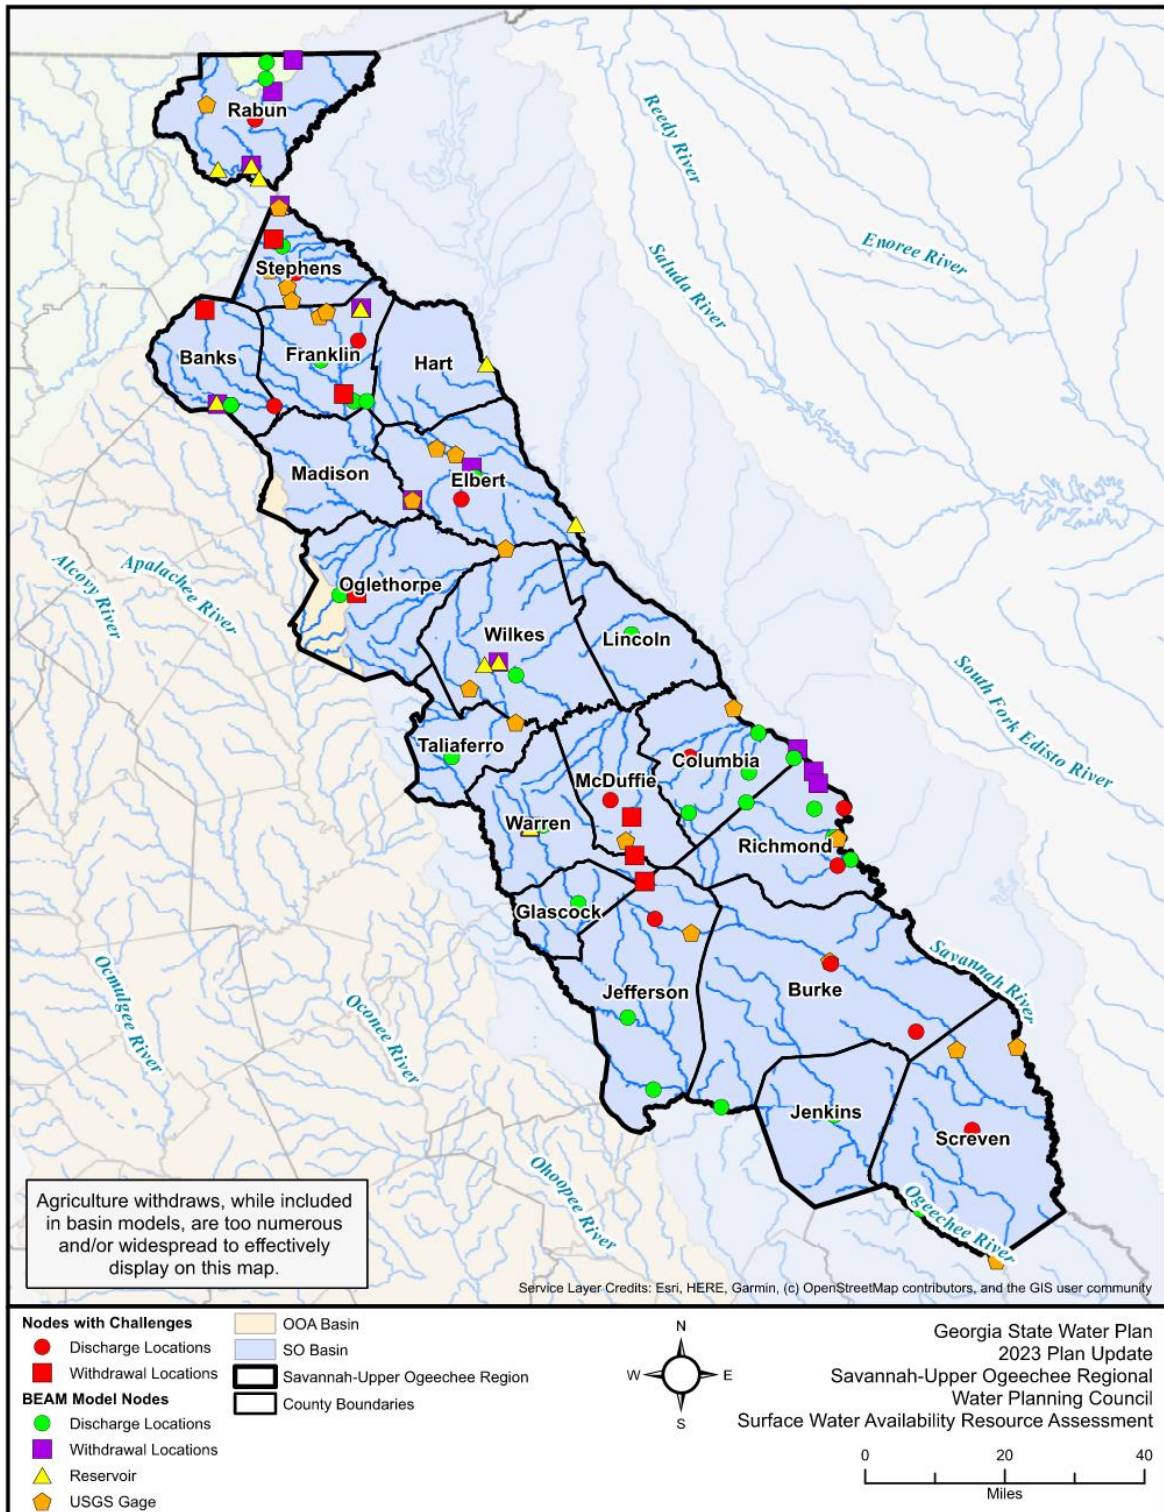 Rabun
Reedy River
Enoree River
Saluda River
Stephens
Banks
Franklin
Hart
Madison
Elbert
Alcovy River
Apalachee River
Oglethorpe
Wilkes
Lincoln
South Fork Edisto River
Taliaferro
Columbia
McDuffie
Warren
Richmond
Glascock
Savannah River
Ocmulgee River
Oconee River
Jefferson
Burke
Jenkins
Screven
Ohoopee River
Ogeechee River
Agriculture withdraws, while included
in basin models, are too numerous
and/or widespread to effectively
display on this map.
Service Layer Credits: Esri, HERE, Garmin, (c) OpenStreetMap contributors, and the GIS user community
Nodes with Challenges
Discharge Locations
Withdrawal Locations
BEAM Model Nodes
Discharge Locations
Withdrawal Locations
Reservoir
USGS Gage
OOA Basin
SO Basin
Savannah-Upper Ogeechee Region
County Boundaries
N
W E
S
Georgia State Water Plan
2023 Plan Update
Savannah-Upper Ogeechee Regional
Water Planning Council
Surface Water Availability Resource Assessment
0 20 40
Miles